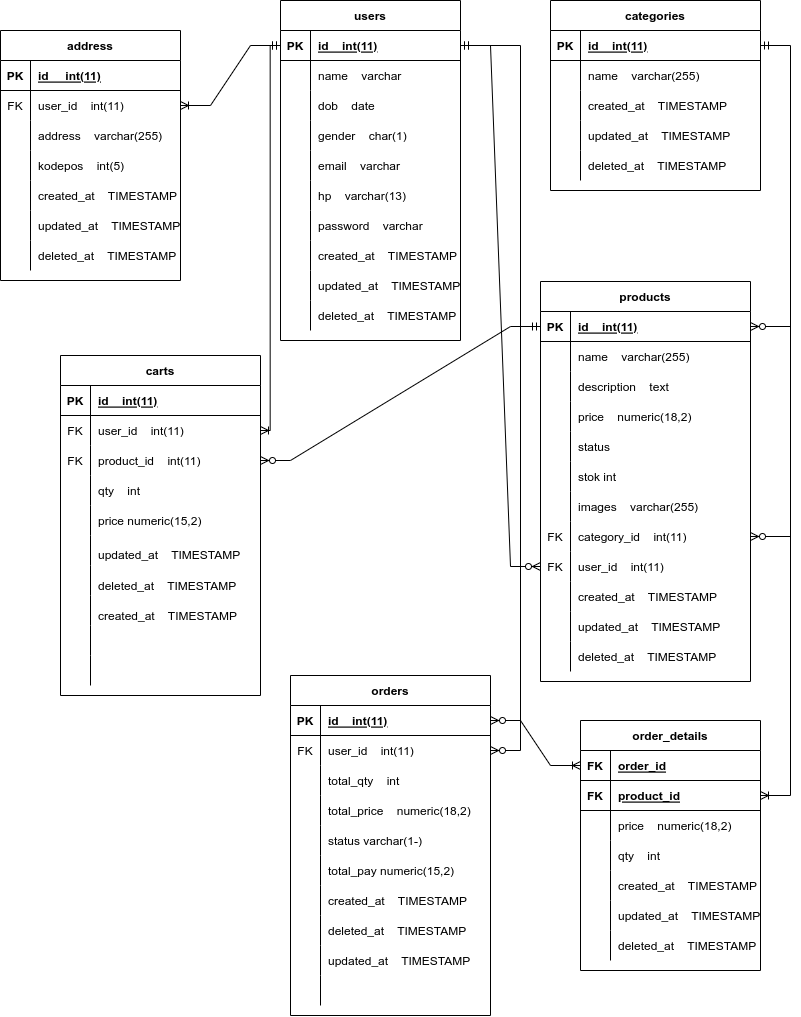 address
PK id int(11)
FK user_id int(11)
address varchar(255)
kodepos int(5)
created_at TIMESTAMP
updated_at TIMESTAMP
deleted_at TIMESTAMP
users
PK id int(11)
name varchar
dob date
gender char(1)
email varchar
hp varchar(13)
password varchar
created_at TIMESTAMP
updated_at TIMESTAMP
deleted_at TIMESTAMP
categories
PK id int(11)
name varchar(255)
created_at TIMESTAMP
updated_at TIMESTAMP
deleted_at TIMESTAMP
carts
PK id int(11)
FK user_id int(11)
FK product_id int(11)
qty int
price numeric(15,2)
updated_at TIMESTAMP
deleted_at TIMESTAMP
created_at TIMESTAMP
products
PK id int(11)
name varchar(255)
description text
price numeric(18,2)
status
stok int
images varchar(255)
FK category_id int(11)
FK user_id int(11)
created_at TIMESTAMP
updated_at TIMESTAMP
deleted_at TIMESTAMP
orders
PK id int(11)
FK user_id int(11)
total_qty int
total_price numeric(18,2)
status varchar(1-)
total_pay numeric(15,2)
created_at TIMESTAMP
deleted_at TIMESTAMP
updated_at TIMESTAMP
order_details
FK order_id
FK product_id
price numeric(18,2)
qty int
created_at TIMESTAMP
updated_at TIMESTAMP
deleted_at TIMESTAMP